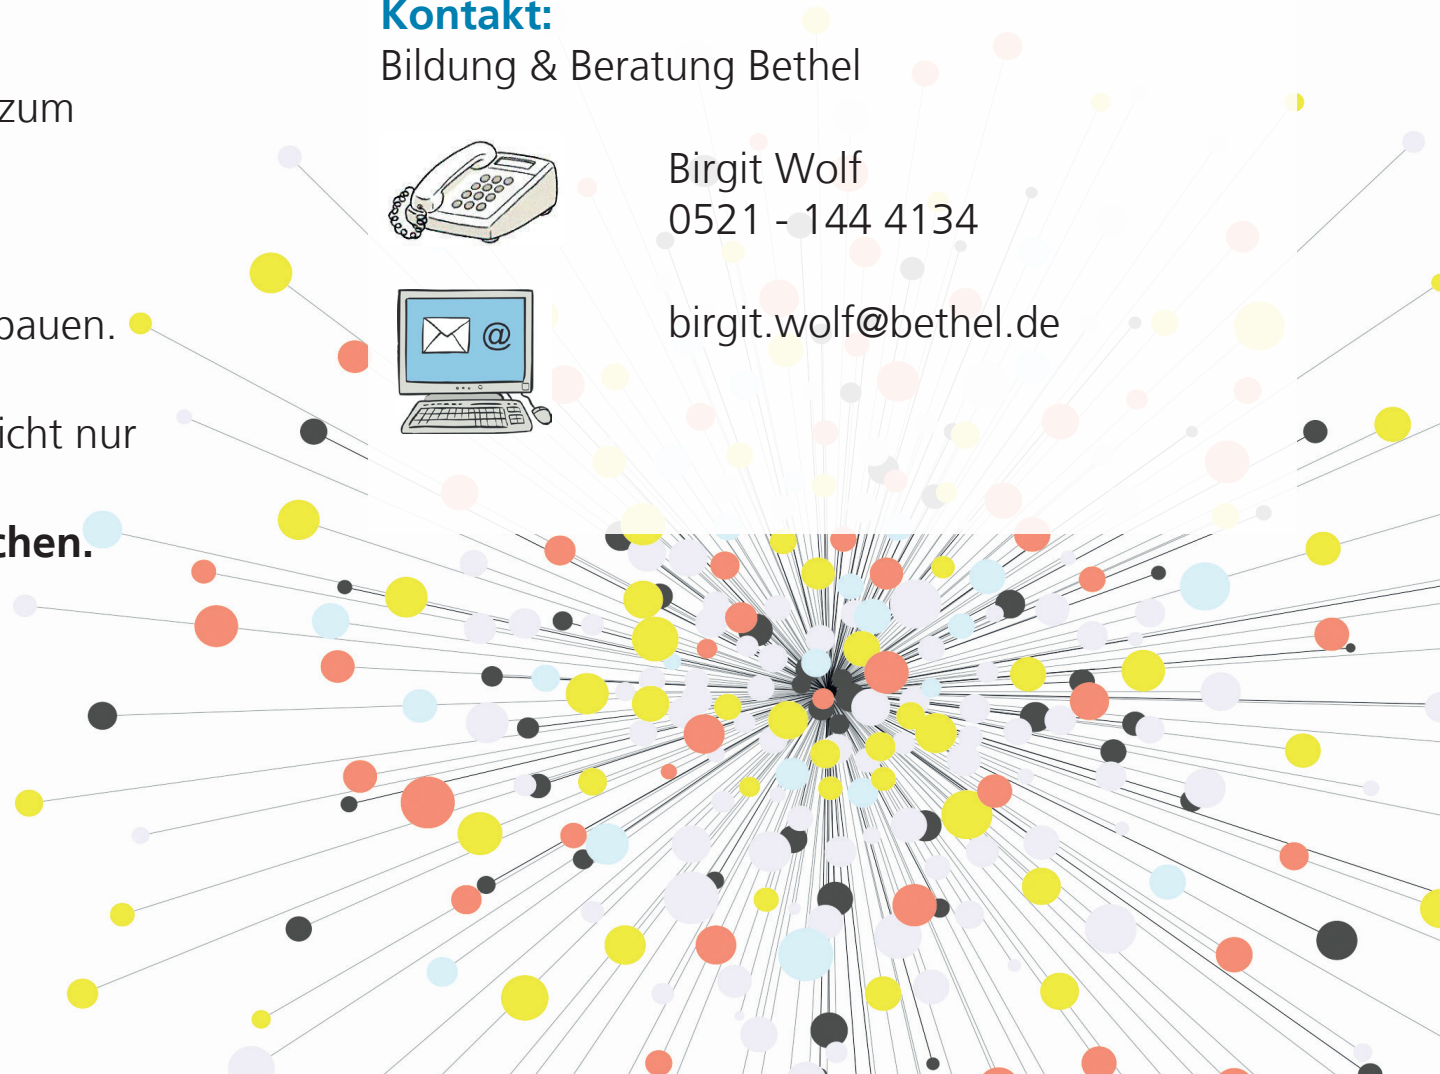 Kontakt:
Bildung & Beratung Bethel
Birgit Wolf
0521 - 144 4134
@
birgit.wolf@bethel.de
zum
bauen.
icht nur
chen.